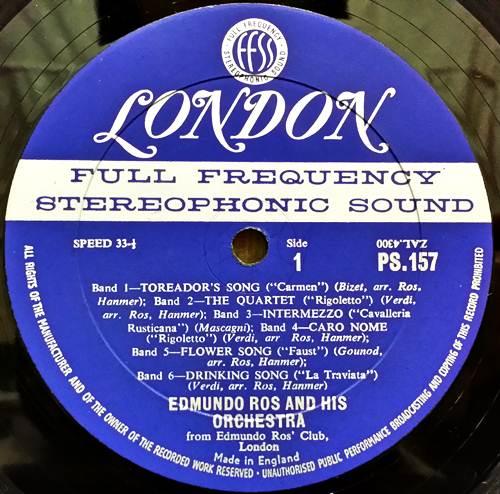 FULL FREQUENCY
FFSS
STEREOPHONIC SOUND
LONDON
FULL FREQUENCY
STEREOPHONIC SOUND
SPEED 33-⅓
Side
1
ZAL.4300
PS.157
Band 1—TOREADOR'S SONG ("Carmen") (Bizet, arr. Ros,
Hanmer); Band 2—THE QUARTET ("Rigoletto") (Verdi,
arr. Ros, Hanmer); Band 3—INTERMEZZO ("Cavalleria
Rusticana") (Mascagni); Band 4—CARO NOME
("Rigoletto") (Verdi, arr. Ros, Hanmer);
Band 5—FLOWER SONG ("Faust") (Gounod,
arr. Ros, Hanmer);
Band 6—DRINKING SONG ("La Traviata")
(Verdi, arr. Ros, Hanmer)
EDMUNDO ROS AND HIS
ORCHESTRA
from Edmundo Ros' Club,
London
Made in England
ALL RIGHTS OF THE MANUFACTURER AND OF THE OWNER OF THE RECORDED WORK RESERVED · UNAUTHORISED PUBLIC PERFORMANCE BROADCASTING AND COPYING OF THIS RECORD PROHIBITED